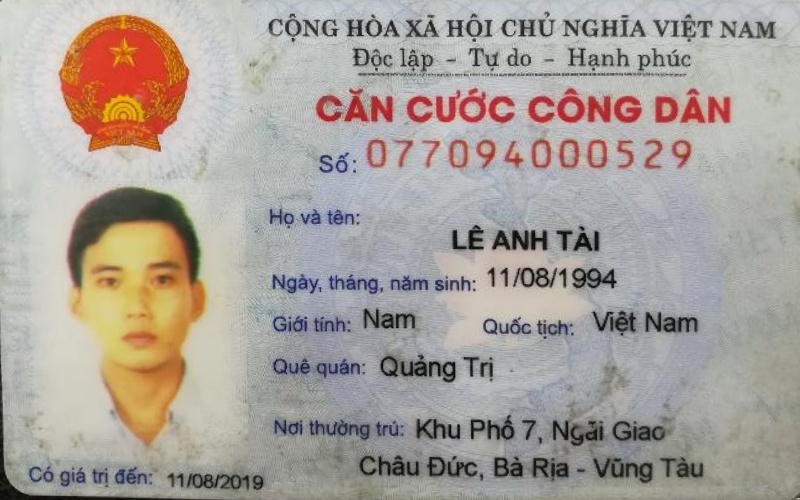 CỘNG HÒA XÃ HỘI CHỦ NGHĨA VIỆT NAM
Độc lập - Tự do - Hạnh phúc
CĂN CƯỚC CÔNG DÂN
Số: 077094000529
Họ và tên:
LÊ ANH TÀI
Ngày, tháng, năm sinh: 11/08/1994
Giới tính: Nam Quốc tịch: Việt Nam
Quê quán: Quảng Trị
Nơi thường trú: Khu Phố 7, Ngãi Giao
Châu Đức, Bà Rịa - Vũng Tàu
Có giá trị đến: 11/08/2019
VIỆT NAM